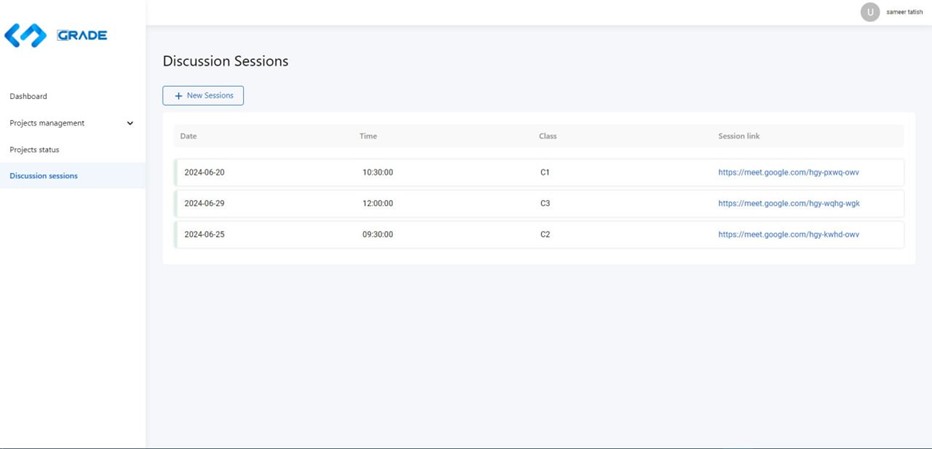 GRADE
U sameer tatish
Dashboard
Projects management
Projects status
Discussion sessions
Discussion Sessions
+ New Sessions
Date Time Class Session link
2024-06-20 10:30:00 C1 https://meet.google.com/hgy-pxwq-owv
2024-06-29 12:00:00 C3 https://meet.google.com/hgy-wqhg-wgk
2024-06-25 09:30:00 C2 https://meet.google.com/hgy-kwhd-owv